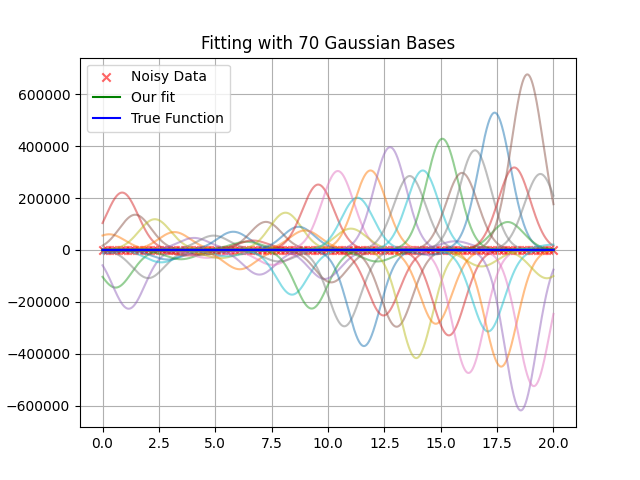 Fitting with 70 Gaussian Bases
Noisy Data
Our fit
True Function
600000
400000
200000
0
−200000
−400000
−600000
0.0 2.5 5.0 7.5 10.0 12.5 15.0 17.5 20.0